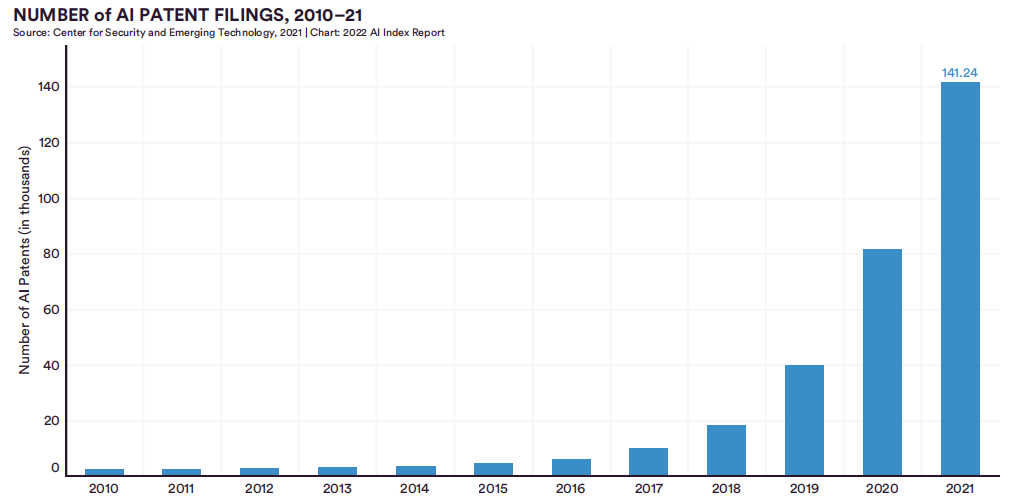 NUMBER of AI PATENT FILINGS, 2010–21
Source: Center for Security and Emerging Technology, 2021 | Chart: 2022 AI Index Report
Number of AI Patents (in thousands)
141.24
140
120
100
80
60
40
20
0
2010 2011 2012 2013 2014 2015 2016 2017 2018 2019 2020 2021